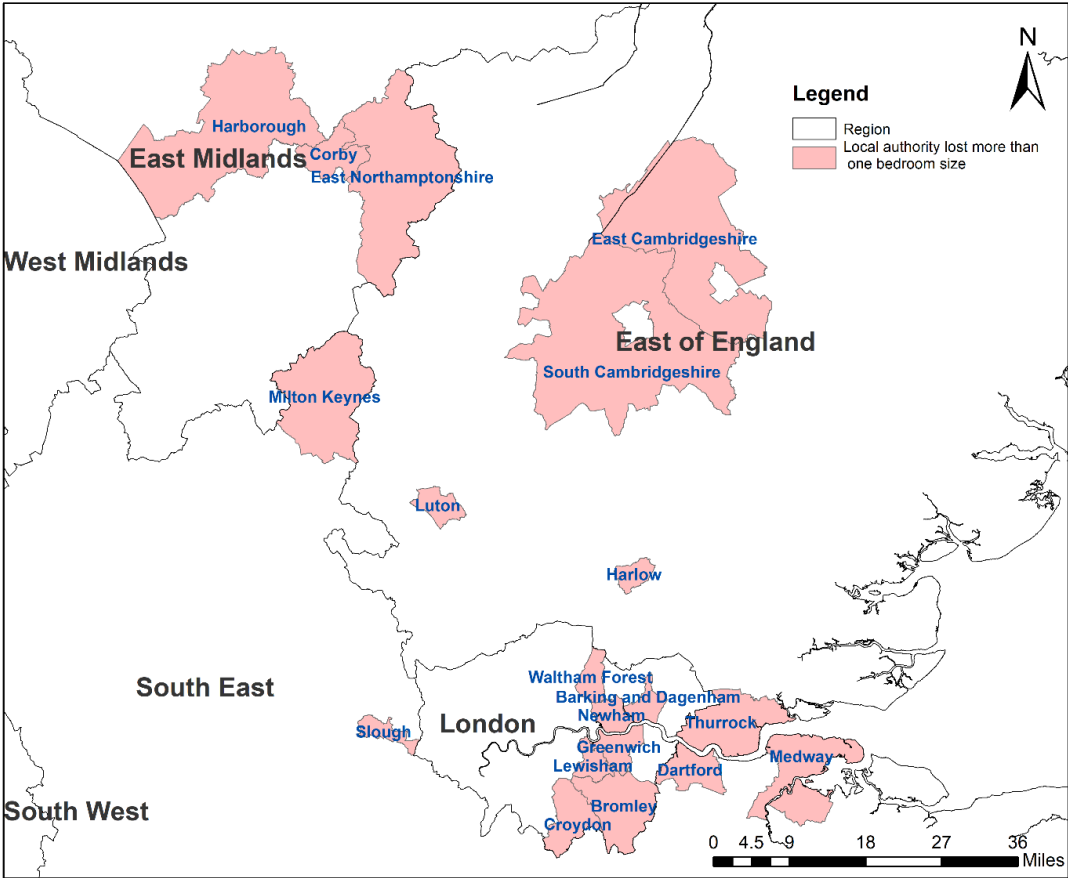 N
Legend
Region
Local authority lost more than
one bedroom size
Harborough
East Midlands
Corby
East Northamptonshire
East Cambridgeshire
West Midlands
East of England
South Cambridgeshire
Milton Keynes
Luton
Harlow
Waltham Forest
South East
Barking and Dagenham
Newham
London
Thurrock
Slough
Greenwich
Medway
Lewisham
Dartford
Bromley
South West
Croydon
0 4.5 9 18 27 36
Miles